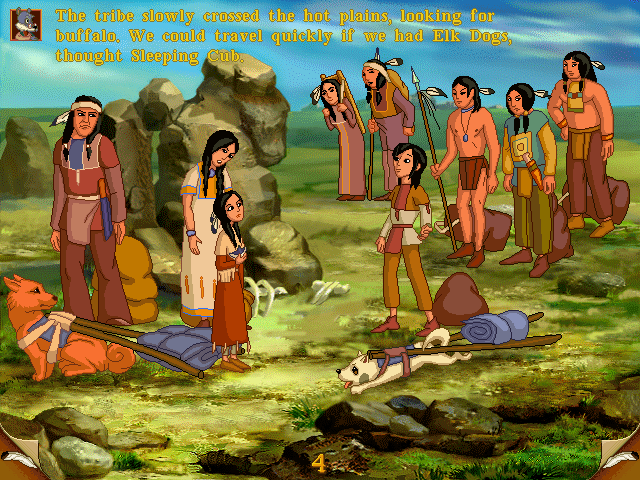 The tribe slowly crossed the hot plains, looking for
buffalo. We could travel quickly if we had Elk Dogs,
thought Sleeping Cub.
4